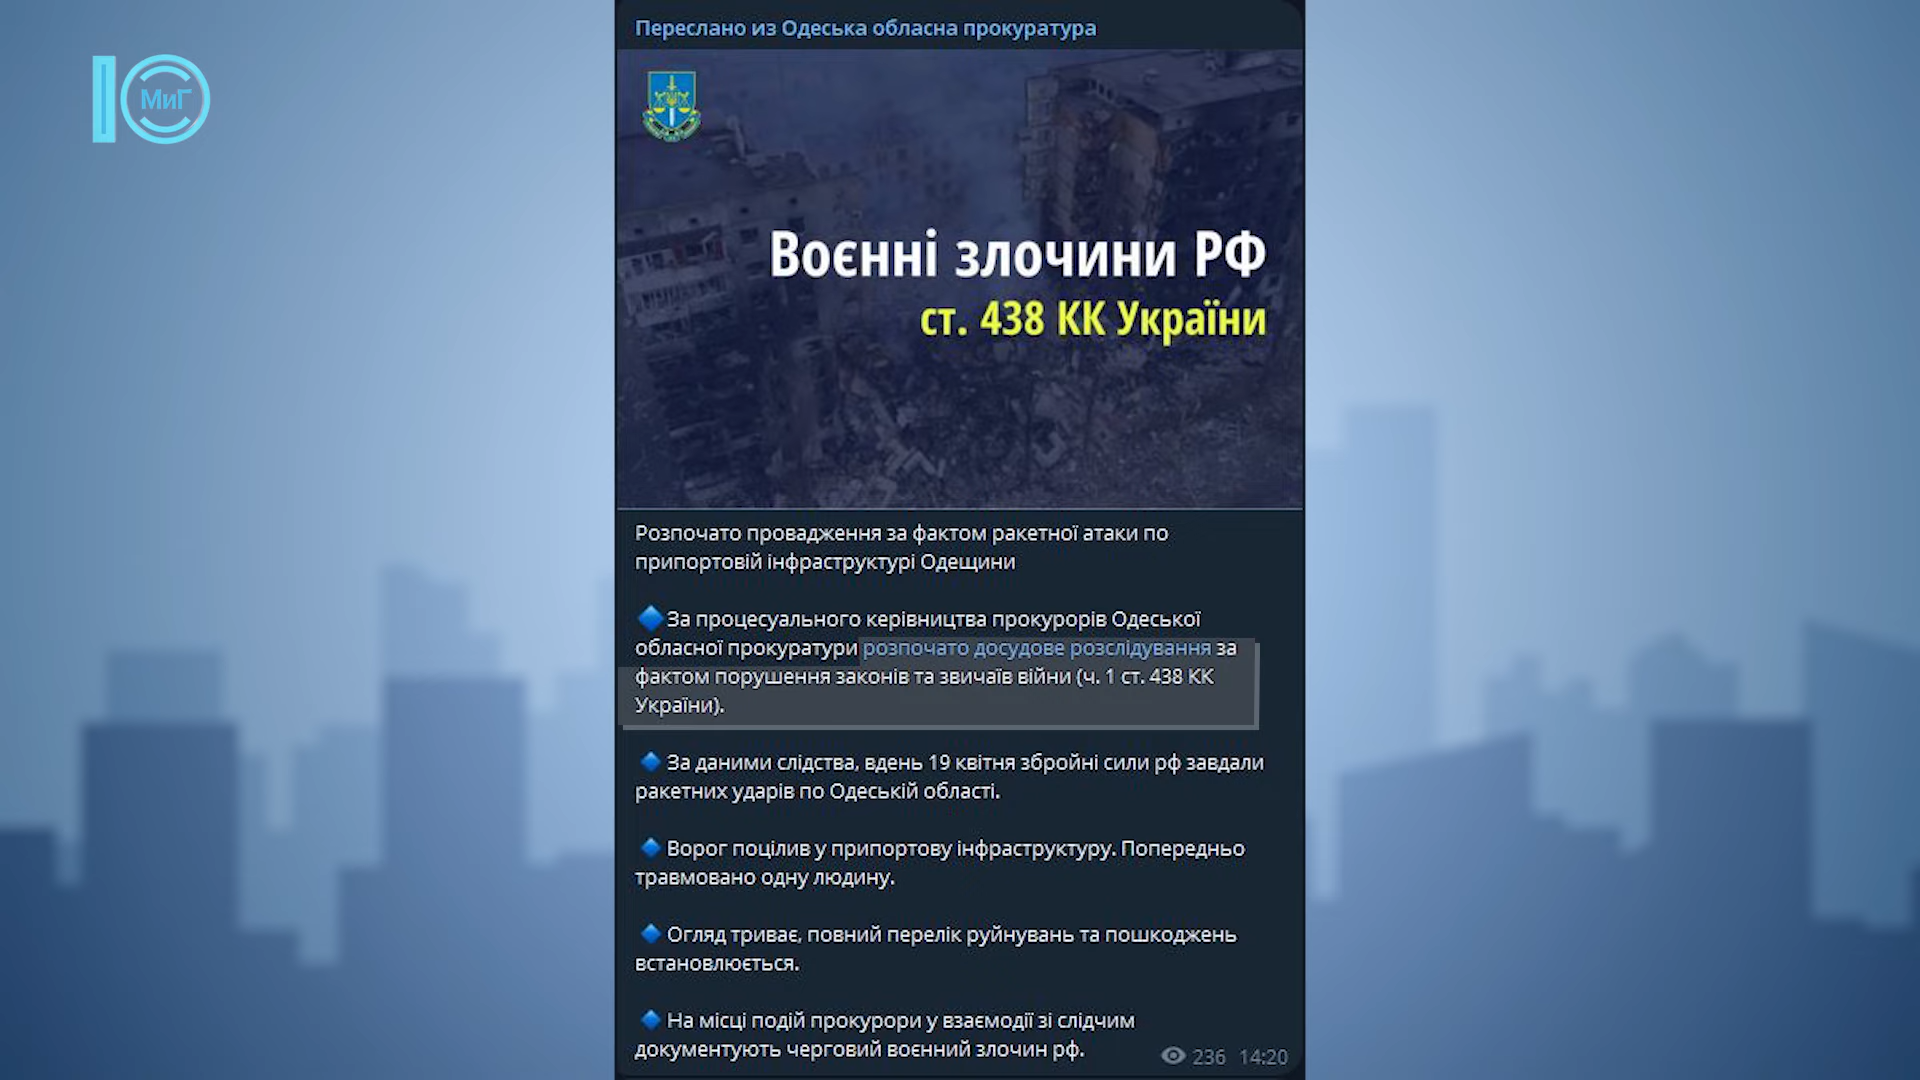 МиГ
Переслано из Одеська обласна прокуратура
Воєнні злочини РФ
ст. 438 КК України
Розпочато провадження за фактом ракетної атаки по
припортовій інфраструктурі Одещини
За процесуального керівництва прокурорів Одеської
обласної прокуратури розпочато досудове розслідування за
фактом порушення законів та звичаїв війни (ч. 1 ст. 438 КК
України).
За даними слідства, вдень 19 квітня збройні сили рф завдали
ракетних ударів по Одеській області.
Ворог поцілив у припортову інфраструктуру. Попередньо
травмовано одну людину.
Огляд триває, повний перелік руйнувань та пошкоджень
встановлюється.
На місці подій прокурори у взаємодії зі слідчим
документують черговий воєнний злочин рф.
236 14:20